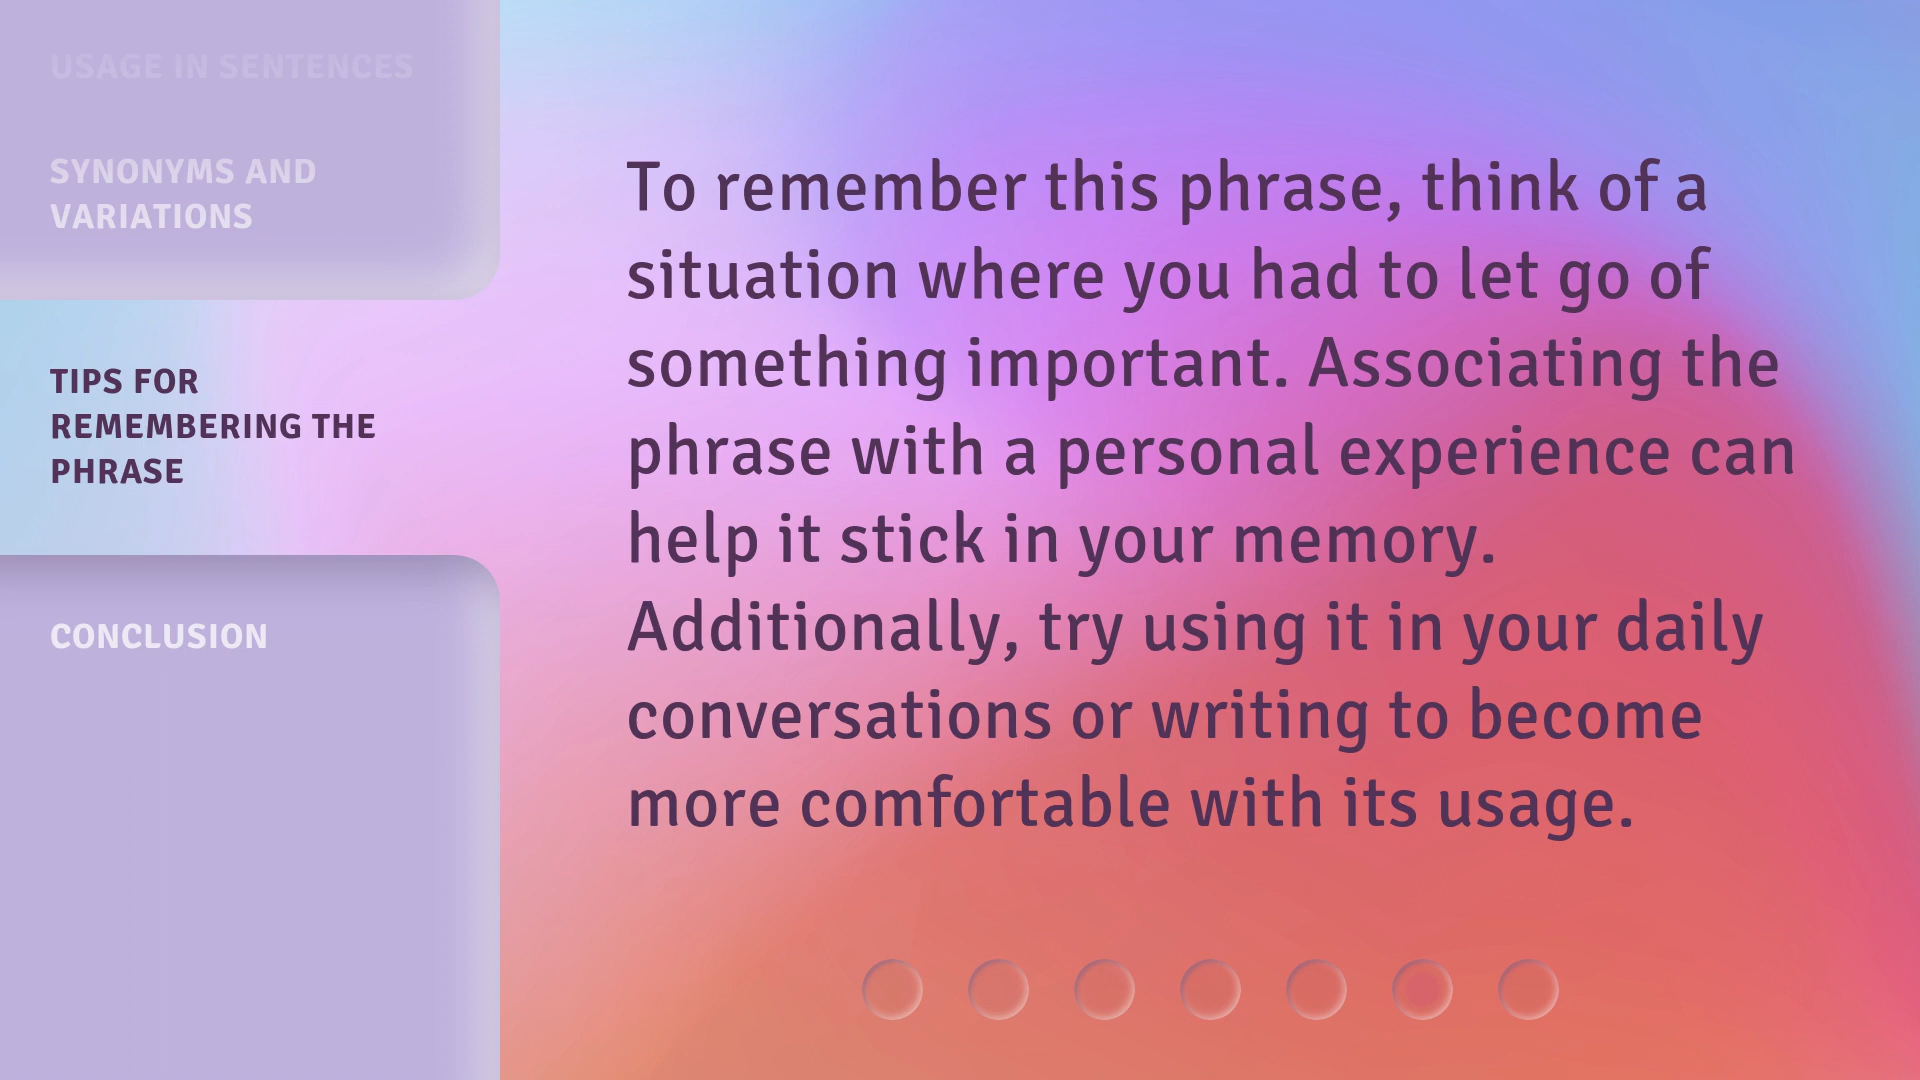 USAGE IN SENTENCES
SYNONYMS AND
VARIATIONS
TIPS FOR
REMEMBERING THE
PHRASE
CONCLUSION
To remember this phrase, think of a
situation where you had to let go of
something important. Associating the
phrase with a personal experience can
help it stick in your memory.
Additionally, try using it in your daily
conversations or writing to become
more comfortable with its usage.